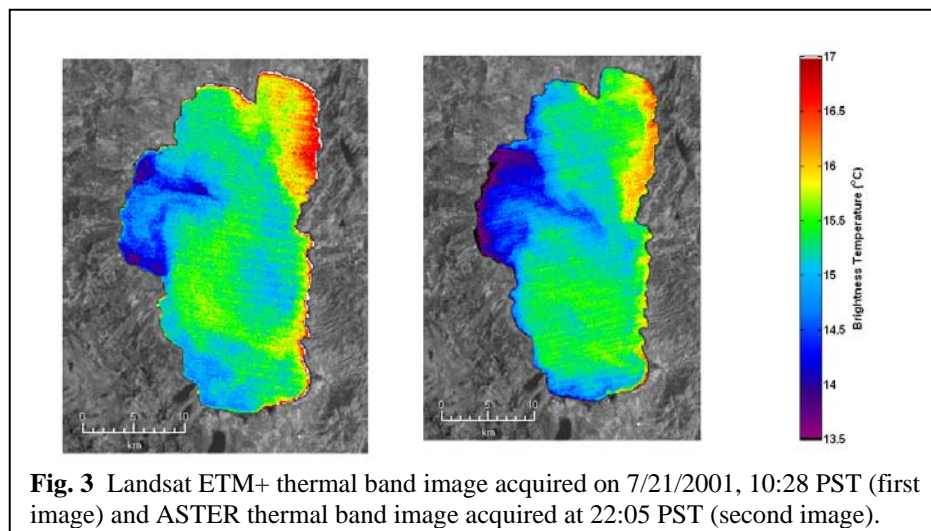 0 10
km
0 10
km
17
16.5
16
15.5
15
14.5
14
13.5
Brightness Temperature (°C)
Fig. 3 Landsat ETM+ thermal band image acquired on 7/21/2001, 10:28 PST (first
image) and ASTER thermal band image acquired at 22:05 PST (second image).